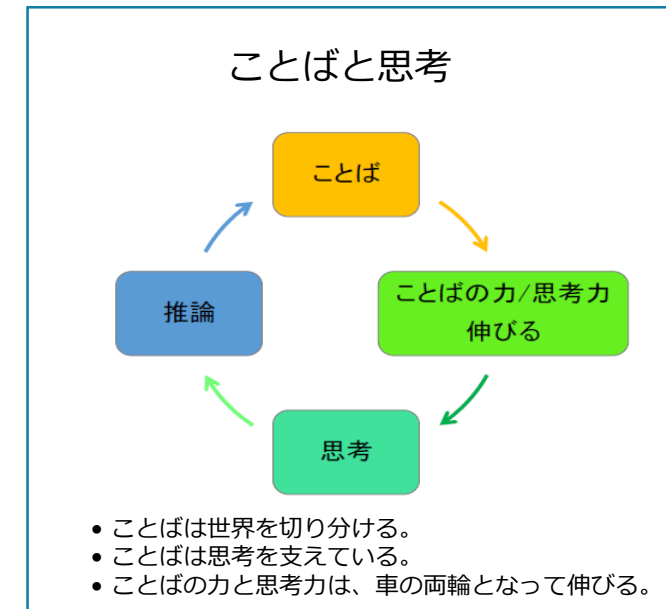 ことばと思考
ことば
ことばの力/思考力
伸びる
推論
思考
• ことばは世界を切り分ける。
• ことばは思考を支えている。
• ことばの力と思考力は、車の両輪となって伸びる。